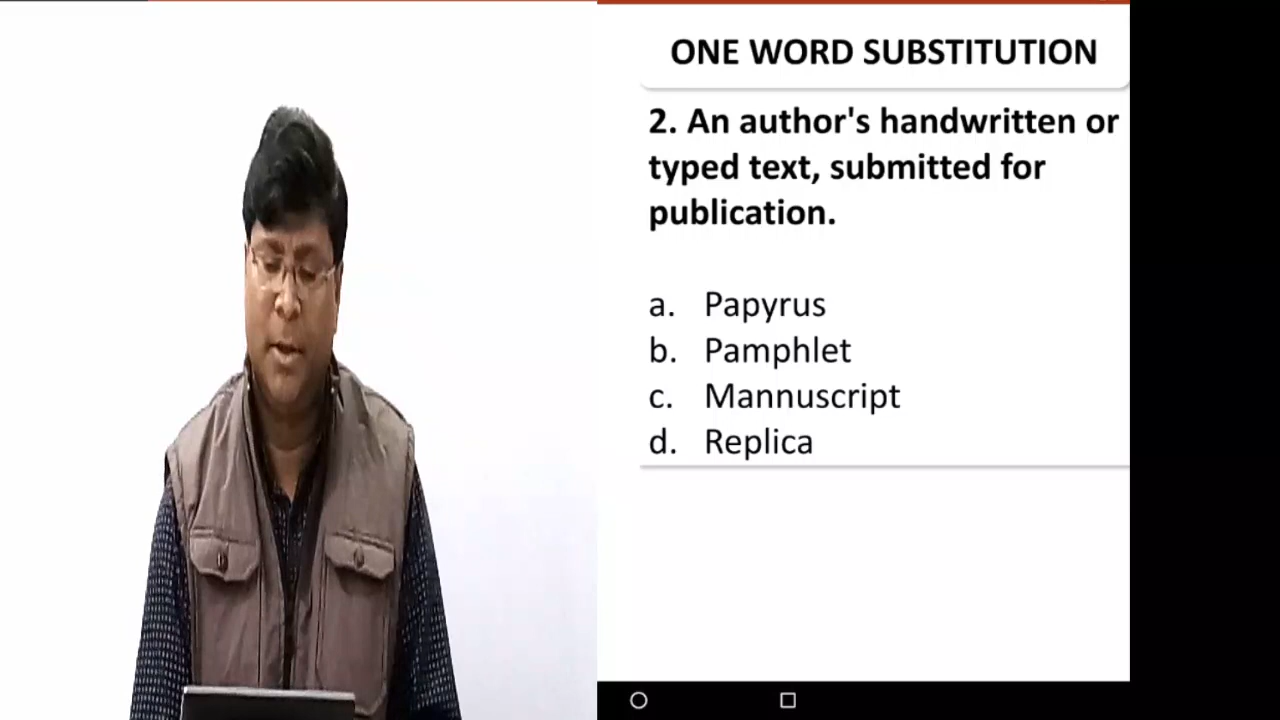 ONE WORD SUBSTITUTION
2. An author's handwritten or
typed text, submitted for
publication.
a. Papyrus
b. Pamphlet
c. Mannuscript
d. Replica